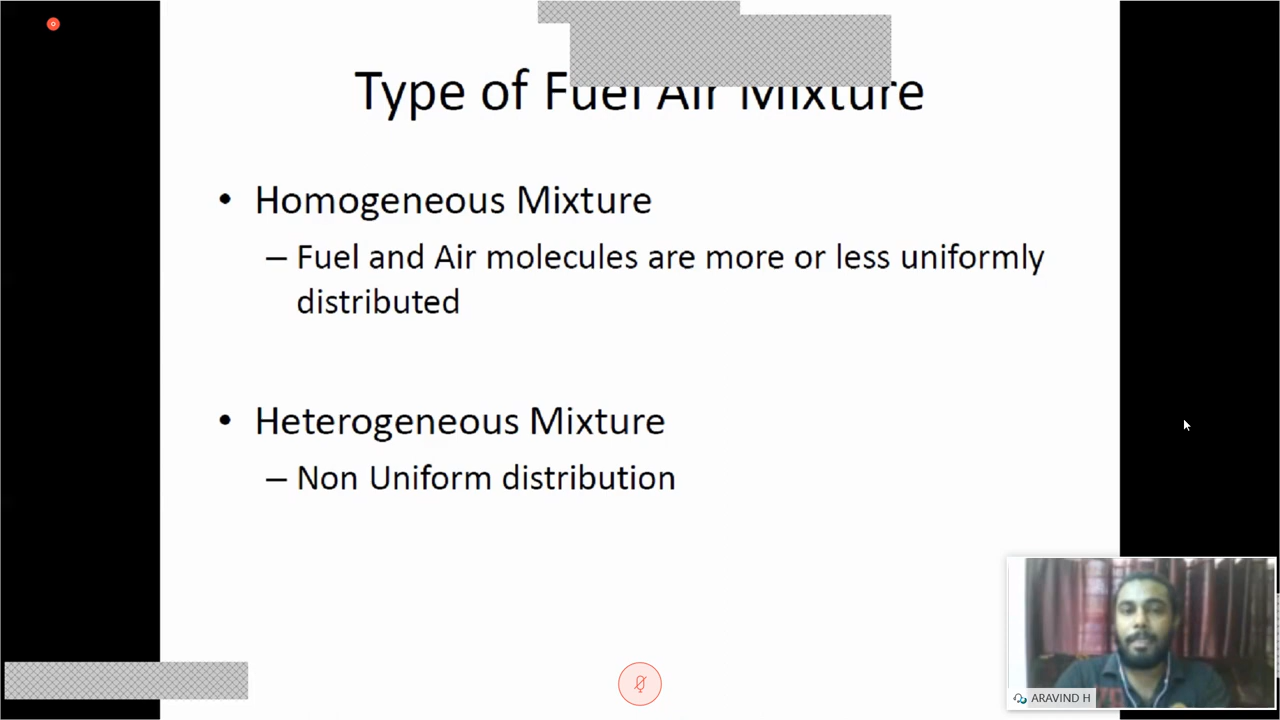 Type of Fuel Air Mixture
• Homogeneous Mixture
– Fuel and Air molecules are more or less uniformly
distributed
• Heterogeneous Mixture
– Non Uniform distribution
ARAVIND H